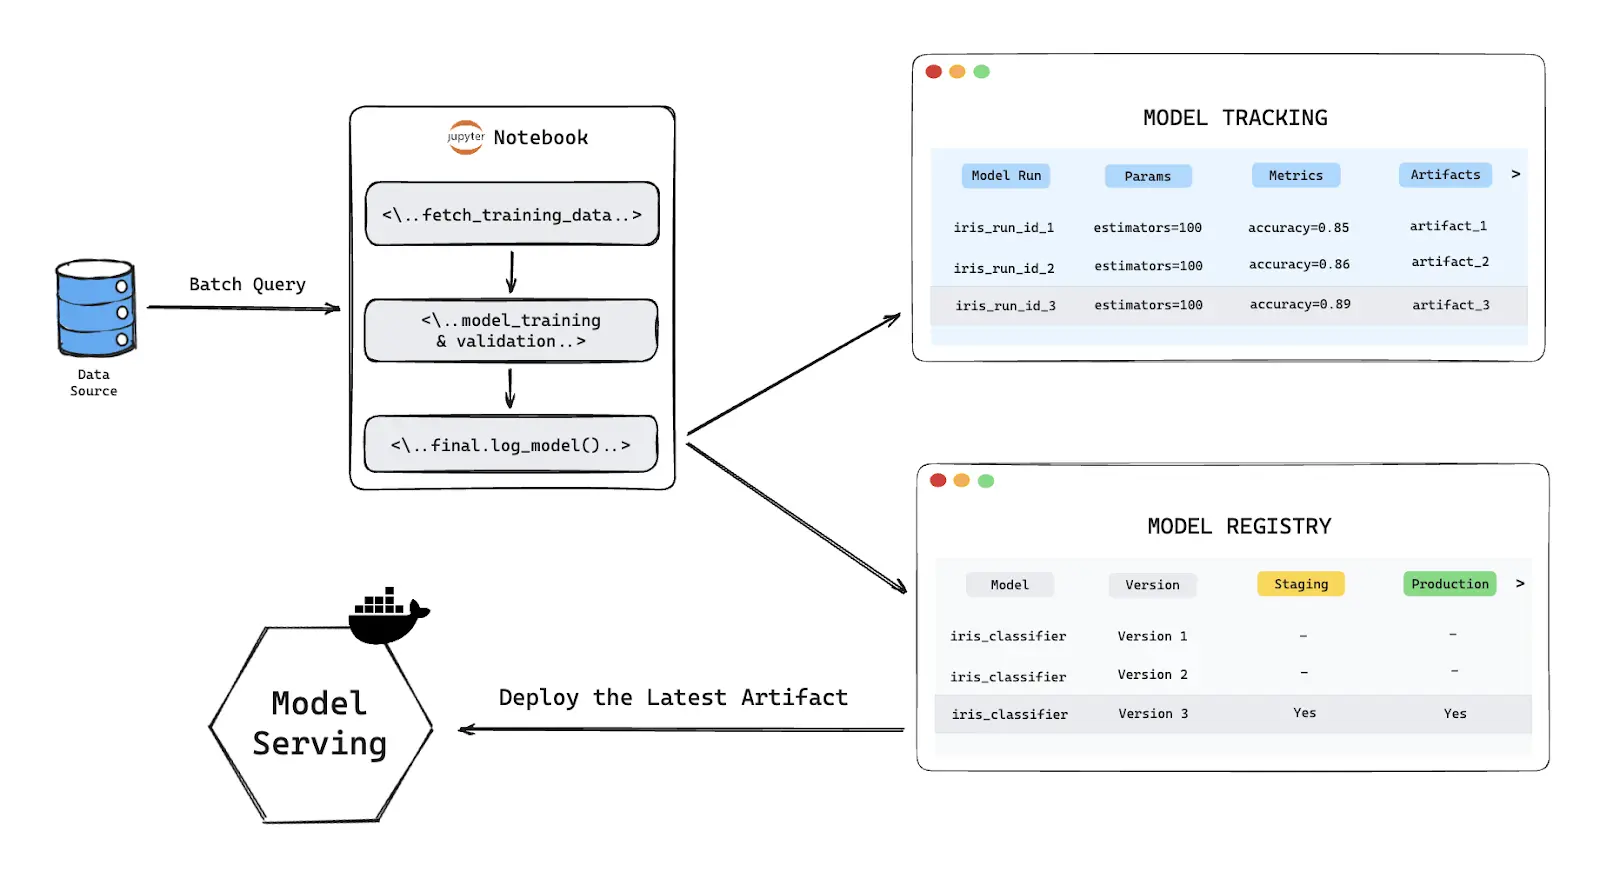 Data
Source
Batch Query
jupyter Notebook
<\..fetch_training_data..>
<\..model_training
& validation..>
<\..final.log_model()..>
MODEL TRACKING
Model Run Params Metrics Artifacts >
iris_run_id_1 estimators=100 accuracy=0.85 artifact_1
iris_run_id_2 estimators=100 accuracy=0.86 artifact_2
iris_run_id_3 estimators=100 accuracy=0.89 artifact_3
MODEL REGISTRY
Model Version Staging Production >
iris_classifier Version 1 – –
iris_classifier Version 2 – –
iris_classifier Version 3 Yes Yes
Deploy the Latest Artifact
Model
Serving